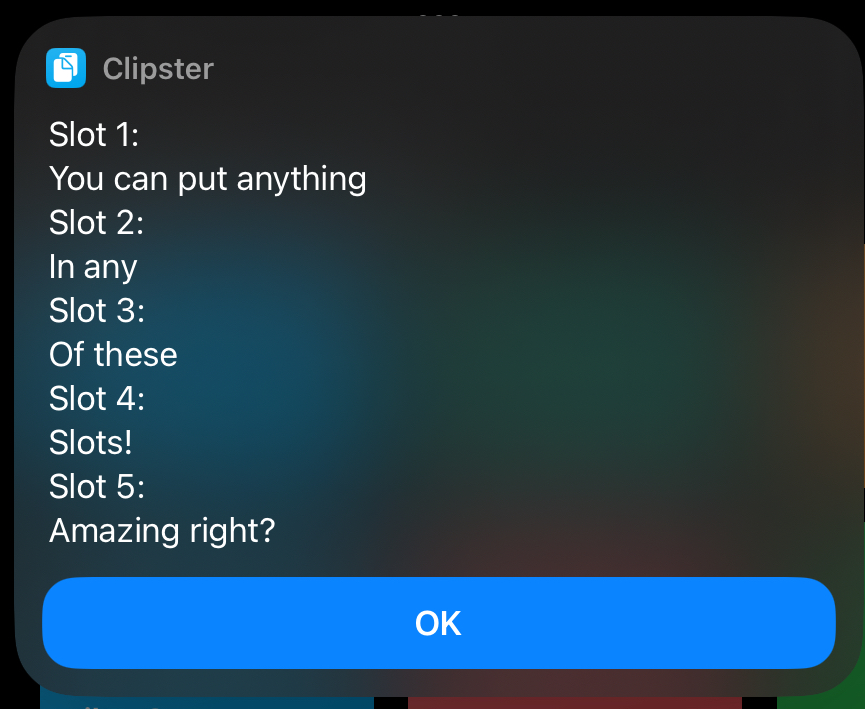 Clipster
Slot 1:
You can put anything
Slot 2:
In any
Slot 3:
Of these
Slot 4:
Slots!
Slot 5:
Amazing right?
OK